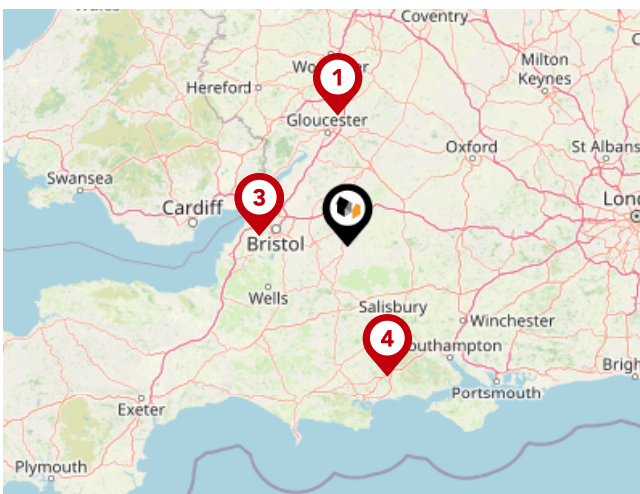 Coventry
1
Milton
Keynes
Hereford
Gloucester
Oxford
St Albans
Swansea
3
Cardiff
Bristol
Wells
Salisbury
Winchester
4
Portsmouth
Exeter
Plymouth